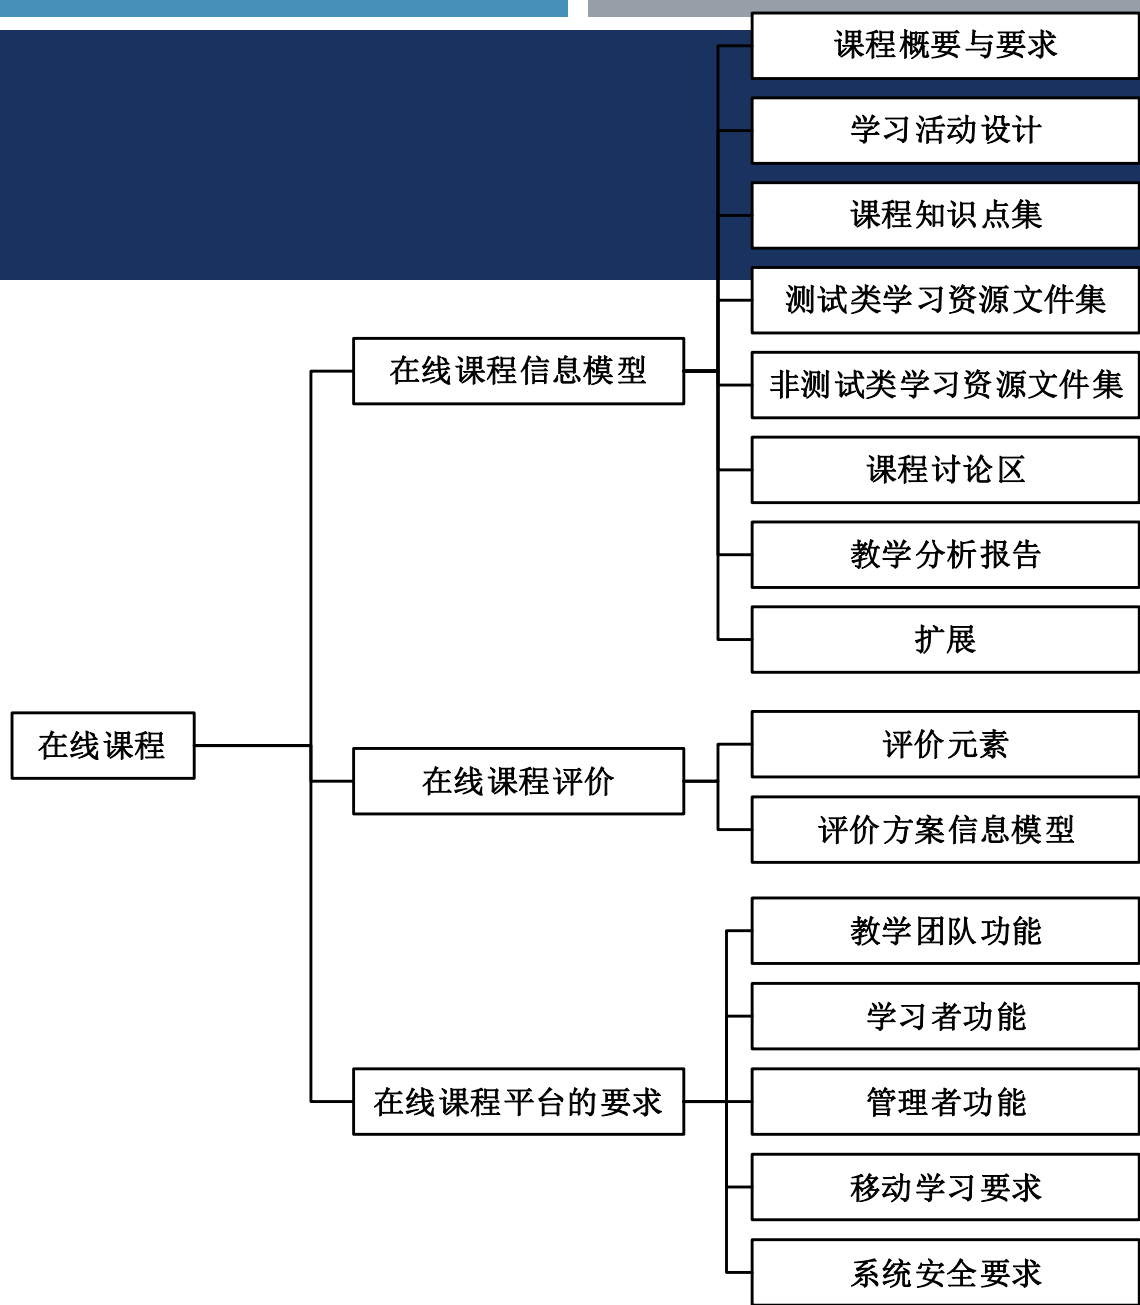 课程概要与要求
学习活动设计
课程知识点集
测试类学习资源文件集
在线课程信息模型
非测试类学习资源文件集
课程讨论区
教学分析报告
扩展
在线课程
在线课程评价
评价元素
评价方案信息模型
教学团队功能
学习者功能
在线课程平台的要求
管理者功能
移动学习要求
系统安全要求